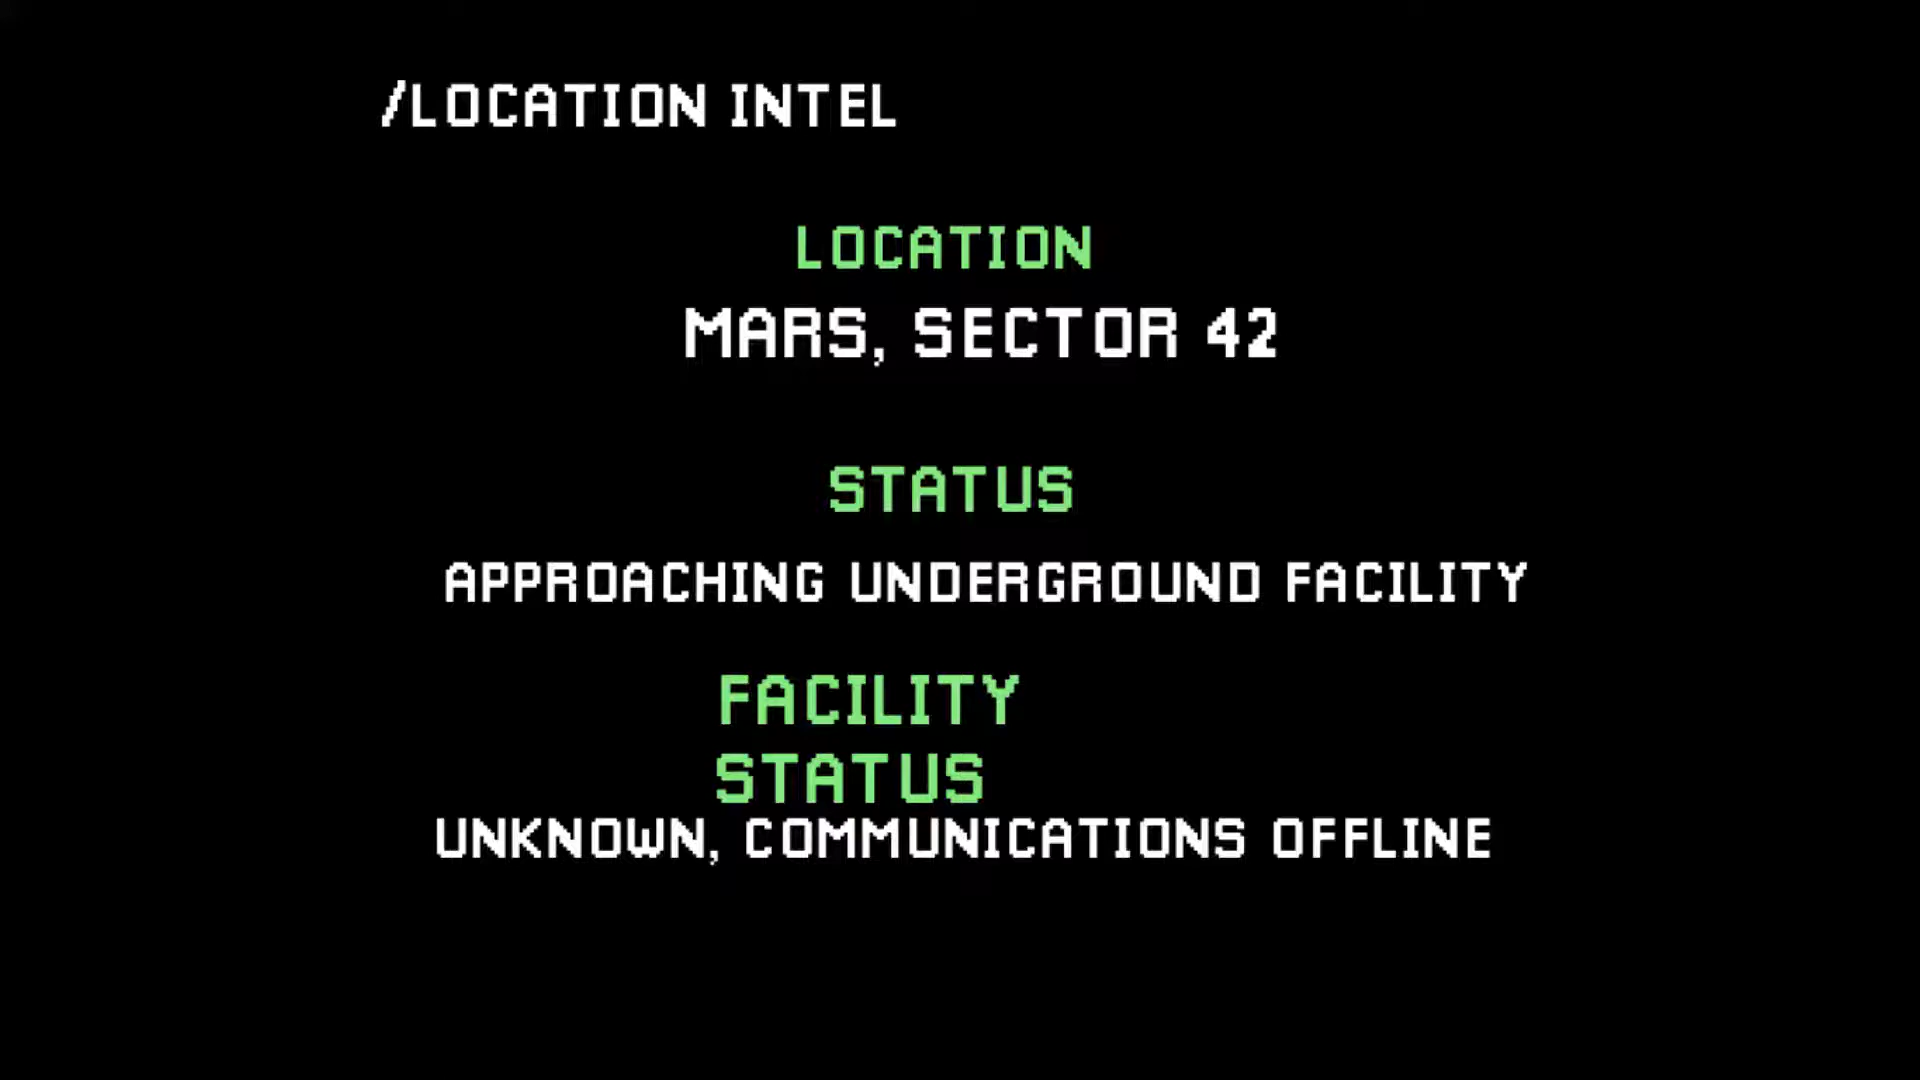 /LOCATION INTEL
LOCATION
MARS, SECTOR 42
STATUS
APPROACHING UNDERGROUND FACILITY
FACILITY
STATUS
UNKNOWN, COMMUNICATIONS OFFLINE